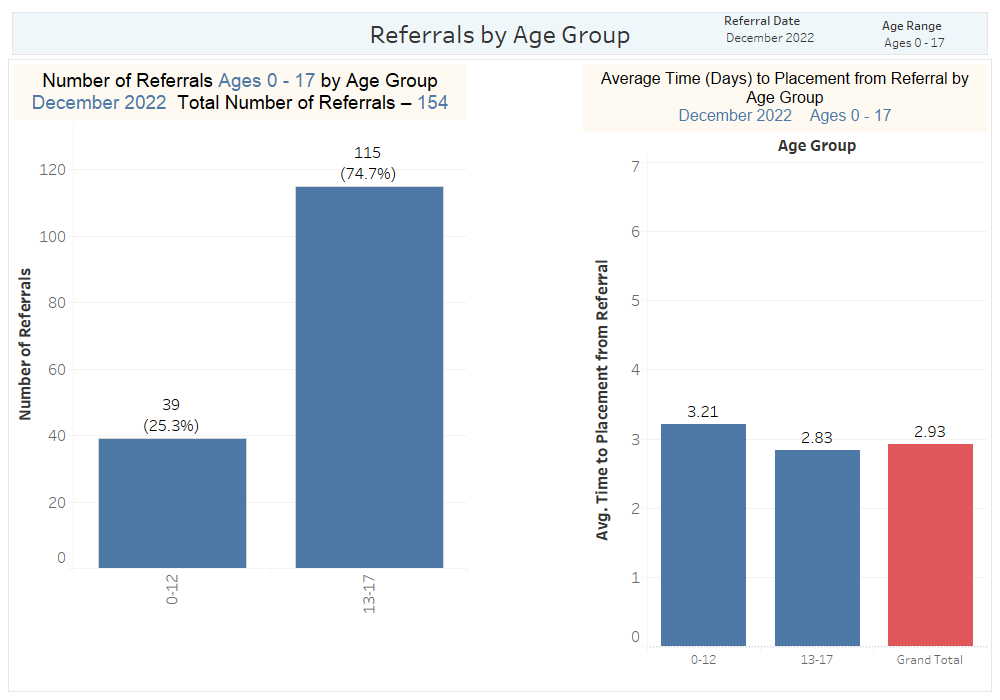 Referrals by Age Group
Referral Date
December 2022
Age Range
Ages 0 - 17
Number of Referrals Ages 0 - 17 by Age Group
December 2022 Total Number of Referrals – 154
Number of Referrals
120
100
80
60
40
20
0
39
(25.3%)
115
(74.7%)
0-12
13-17
Average Time (Days) to Placement from Referral by
Age Group
December 2022 Ages 0 - 17
Age Group
Avg. Time to Placement from Referral
7
6
5
4
3
2
1
0
3.21
2.83
2.93
0-12
13-17
Grand Total